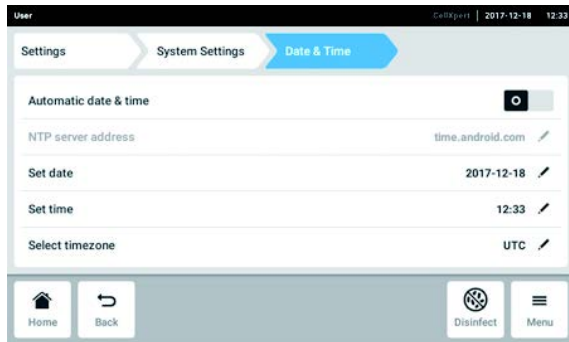 User CellXpert | 2017-12-18 12:33
Settings System Settings Date & Time
Automatic date & time O
NTP server address time.android.com
Set date 2017-12-18
Set time 12:33
Select timezone UTC
Home Back Disinfect Menu